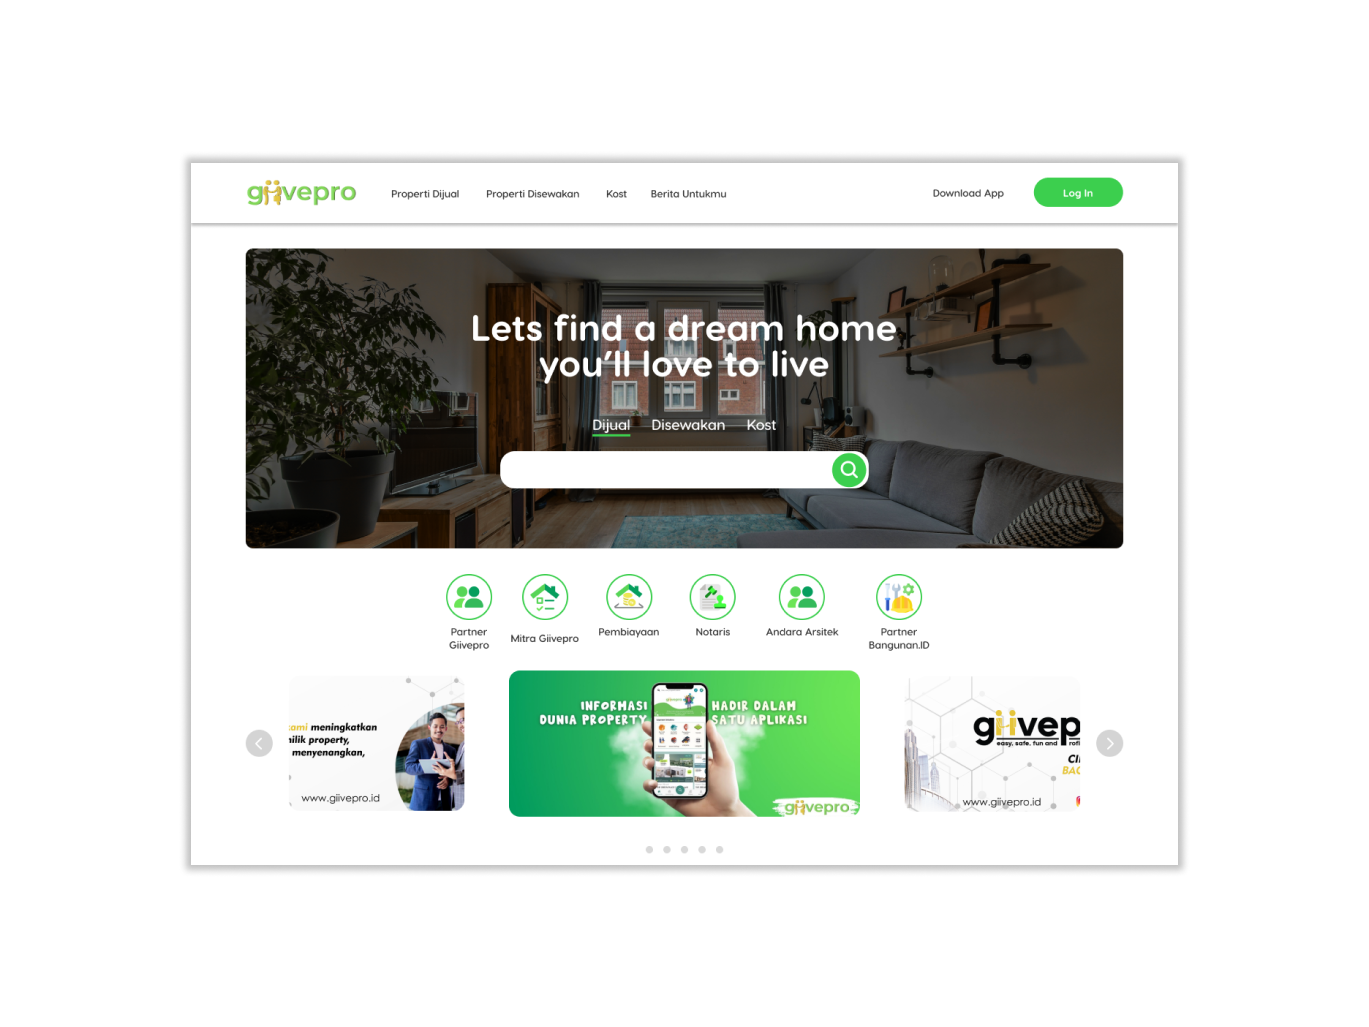 giivepro
Properti Dijual
Properti Disewakan
Kost
Berita Untukmu
Download App
Log In
Lets find a dream home
you'll love to live
Dijual
Disewakan
Kost
Partner
Giivepro
Mitra Giivepro
Pembiayaan
Notaris
Andara Arsitek
Partner
Bangunan.ID
ami meningkatkan
ilik property,
menyenangkan,
www.giivepro.id
INFORMASI
DUNIA PROPERTY
HADIR DALAM
SATU APLIKASI
giivepro
giivepro
giivep
easy, safe, fun and
CI
BAC
www.giivepro.id